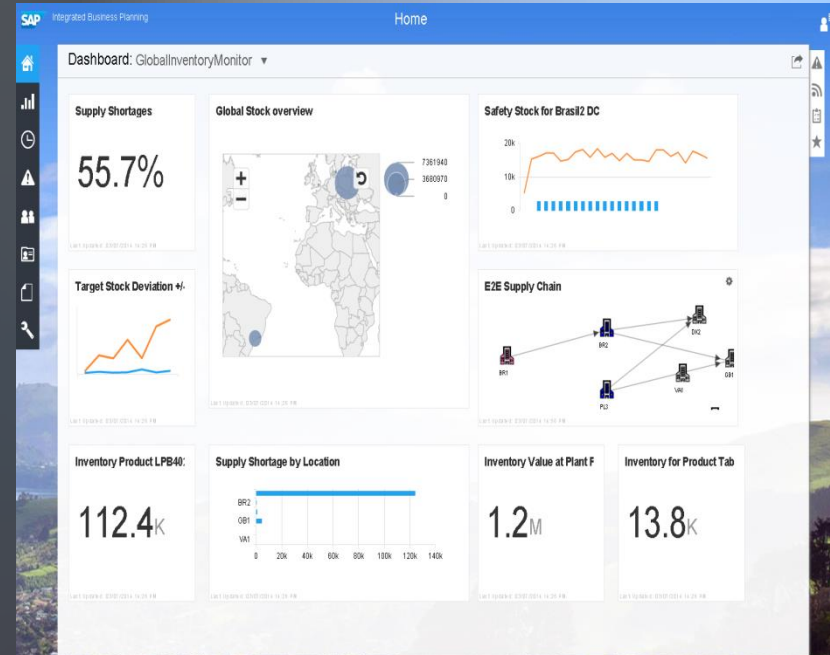 SAP Integrated Business Planning
Home
Dashboard: GlobalInventoryMonitor
Supply Shortages
55.7%
Global Stock overview
+
−
7361940
3680970
0
Safety Stock for Brasil2 DC
20k
10k
0
Target Stock Deviation +/-
E2E Supply Chain
BR1
BR2
DK2
GB1
VA1
PL3
Inventory Product LPB40
112.4K
Supply Shortage by Location
BR2
GB1
VA1
0 20k 40k 60k 80k 100k 120k 140k
Inventory Value at Plant F
1.2M
Inventory for Product Tab
13.8K